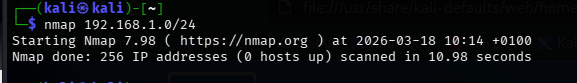 ┌──(kali㉿kali)-[~]
└─$ nmap 192.168.1.0/24
Starting Nmap 7.98 ( https://nmap.org ) at 2026-03-18 10:14 +0100
Nmap done: 256 IP addresses (0 hosts up) scanned in 10.98 seconds